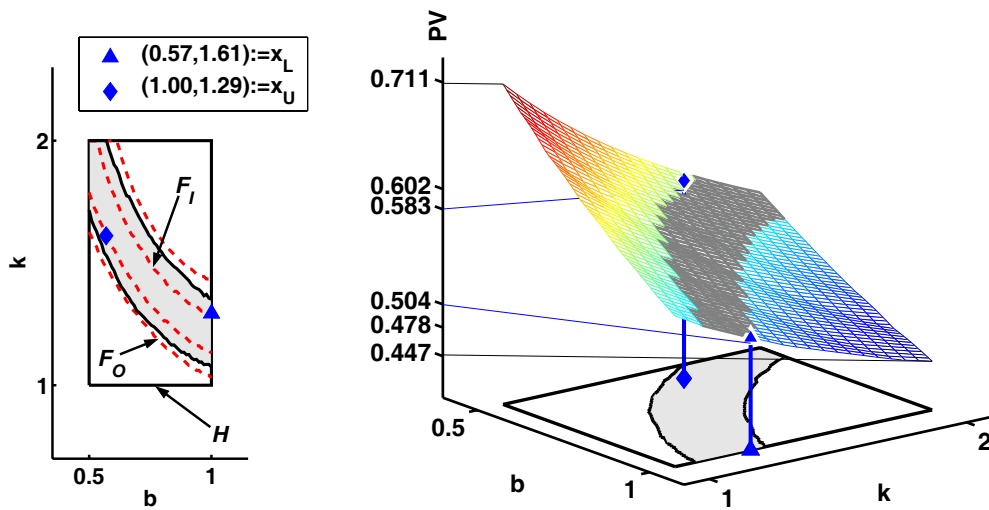 (0.57,1.61):=x_L
(1.00,1.29):=x_U
k
2
1
F_I
F_O
H
0.5
1
b
PV
0.711
0.602
0.583
0.504
0.478
0.447
0.5
b
1
1
k
2